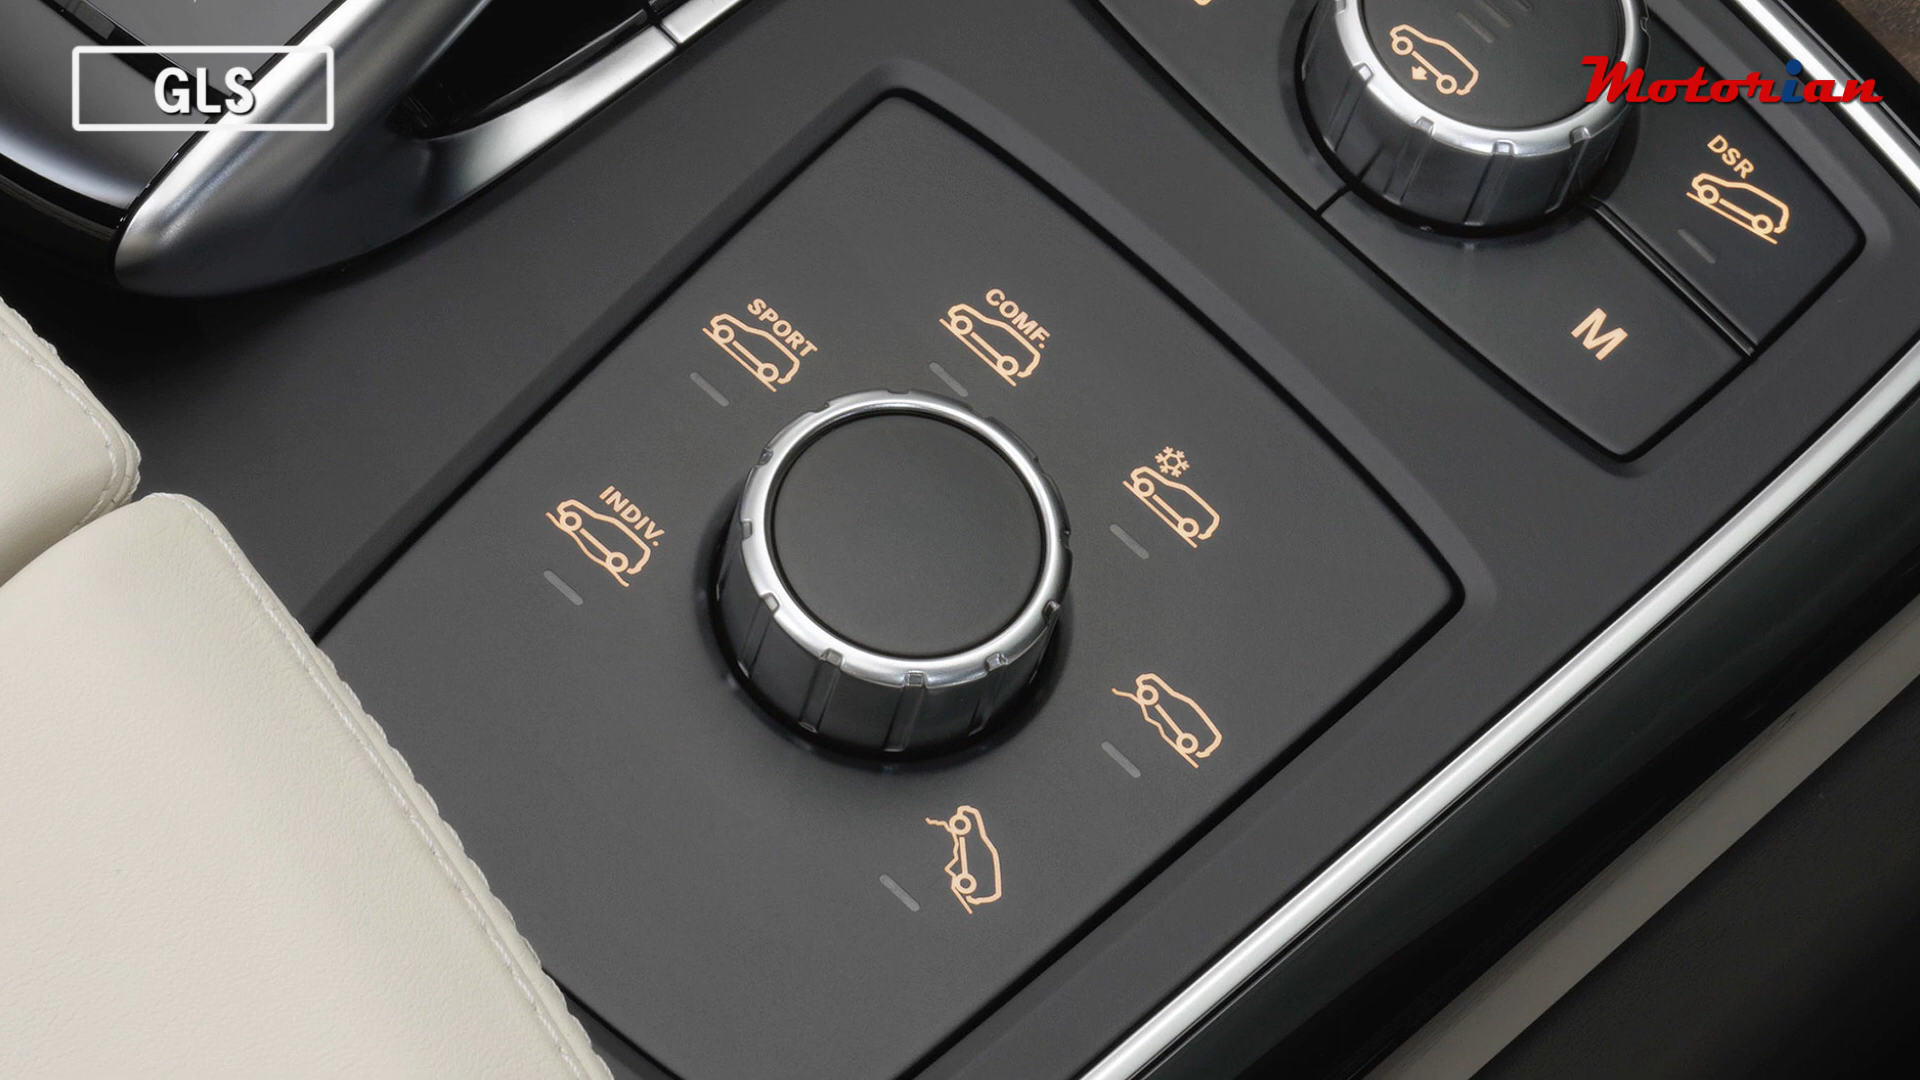 GLS
Motorian
DSR
M
SPORT
COMF.
INDIV.